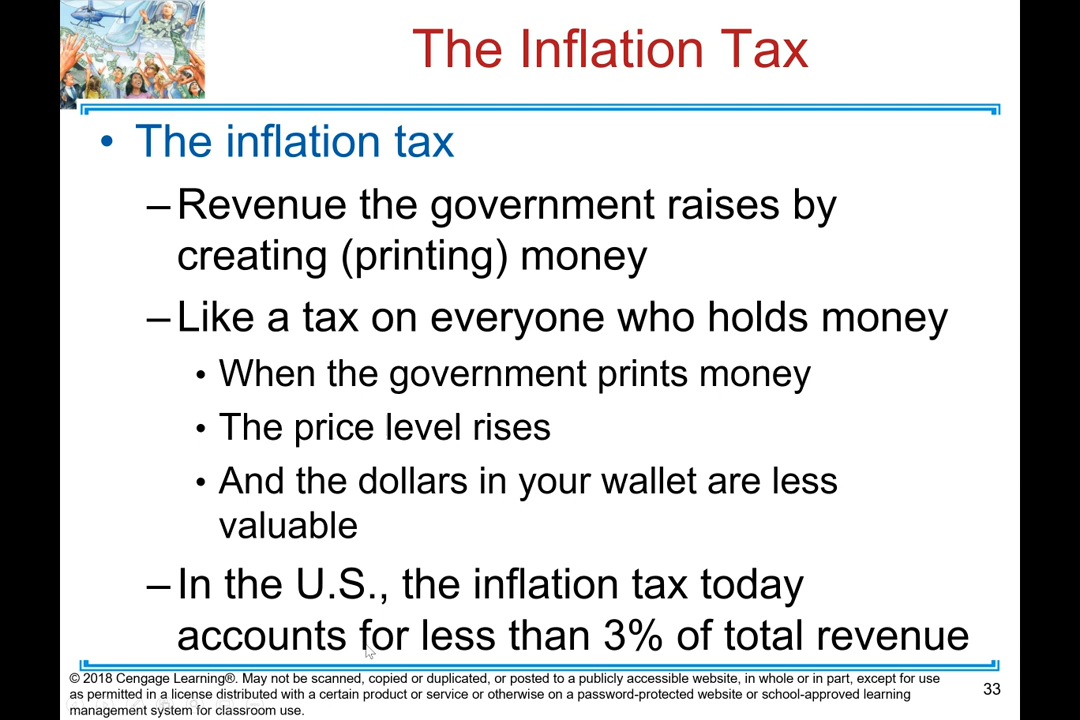 The Inflation Tax
• The inflation tax
– Revenue the government raises by
creating (printing) money
– Like a tax on everyone who holds money
• When the government prints money
• The price level rises
• And the dollars in your wallet are less
valuable
– In the U.S., the inflation tax today
accounts for less than 3% of total revenue
© 2018 Cengage Learning®. May not be scanned, copied or duplicated, or posted to a publicly accessible website, in whole or in part, except for use
as permitted in a license distributed with a certain product or service or otherwise on a password-protected website or school-approved learning
management system for classroom use.
33